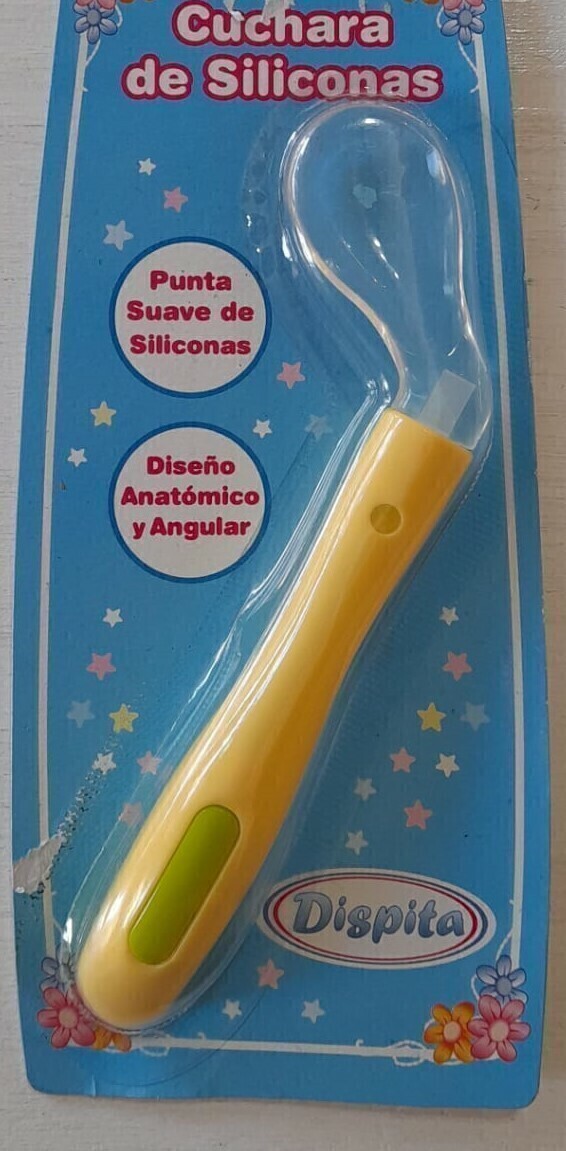 Cuchara
de Siliconas
Punta
Suave de
Siliconas
Diseño
Anatómico
y Angular
Dispita